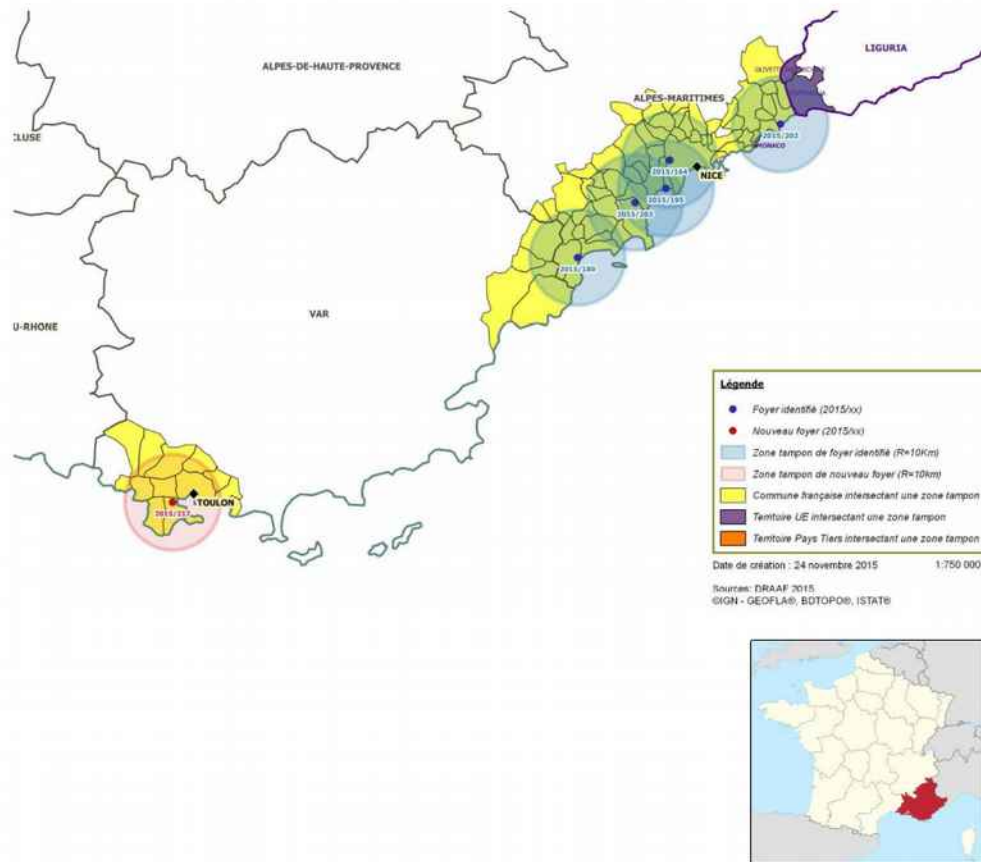 LIGURIA
ALPES-DE-HAUTE-PROVENCE
ALPES-MARITIMES
CLUSE
2015/202
MONACO
2015/164
NICE
2015/195
2015/203
2015/180
VAR
U-RHONE
TOULON
2015/217
Légende
Foyer identifié (2015/xx)
Nouveau foyer (2015/xx)
Zone tampon de foyer identifié (R=10Km)
Zone tampon de nouveau foyer (R=10km)
Commune française intersectant une zone tampon
Territoire UE intersectant une zone tampon
Territoire Pays Tiers intersectant une zone tampon
Date de création : 24 novembre 2015 1:750 000
Sources: DRAAF 2015
©IGN - GEOFLA®, BDTOPO®, ISTAT®